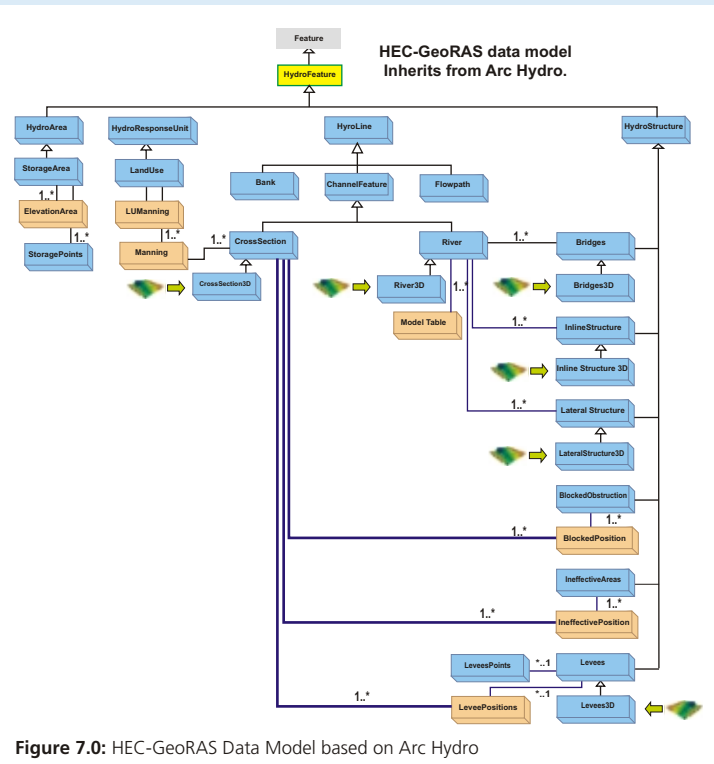 Feature
HEC-GeoRAS data model
Inherits from Arc Hydro.
HydroFeature
HydroArea
HydroResponseUnit
HyroLine
HydroStructure
StorageArea
LandUse
Bank
ChannelFeature
Flowpath
1..*
ElevationArea
LUManning
1..*
StoragePoints
1..*
Manning
1..*
CrossSection
River
1..*
Bridges
CrossSection3D
River3D
1..*
Bridges3D
Model Table
1..*
InlineStructure
Inline Structure 3D
1..*
Lateral Structure
LateralStructure3D
BlockedObstruction
1..*
1..*
BlockedPosition
IneffectiveAreas
1..*
1..*
IneffectivePosition
LeveesPoints
*..1
Levees
1..*
LeveePositions
*..1
Levees3D
Figure 7.0: HEC-GeoRAS Data Model based on Arc Hydro